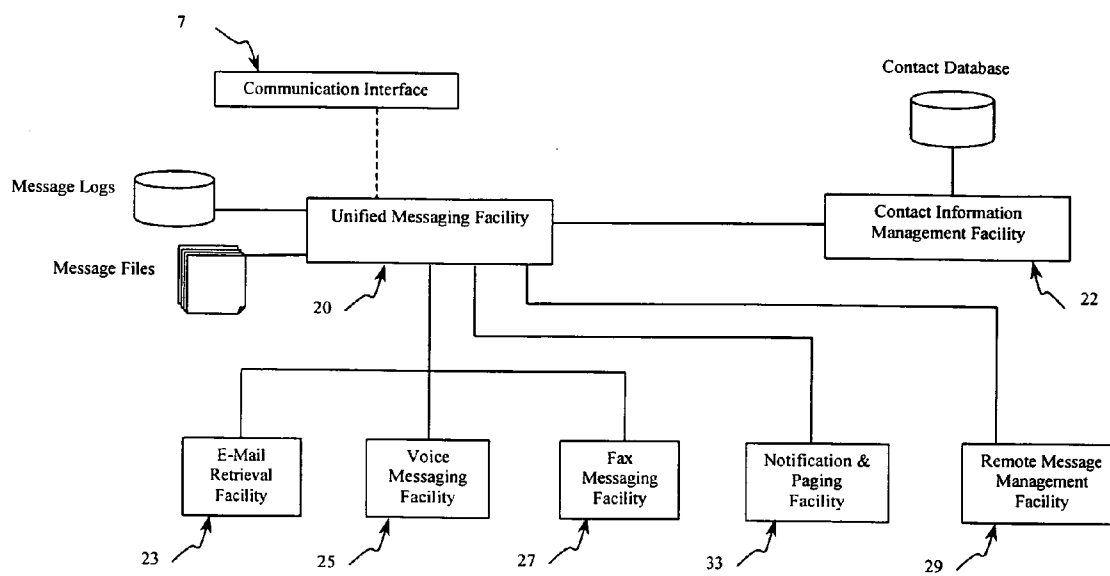 7
Communication Interface
Contact Database
Message Logs
Unified Messaging Facility
Contact Information
Management Facility
Message Files
20
22
E-Mail
Retrieval
Facility
Voice
Messaging
Facility
Fax
Messaging
Facility
Notification &
Paging
Facility
Remote Message
Management
Facility
23
25
27
33
29